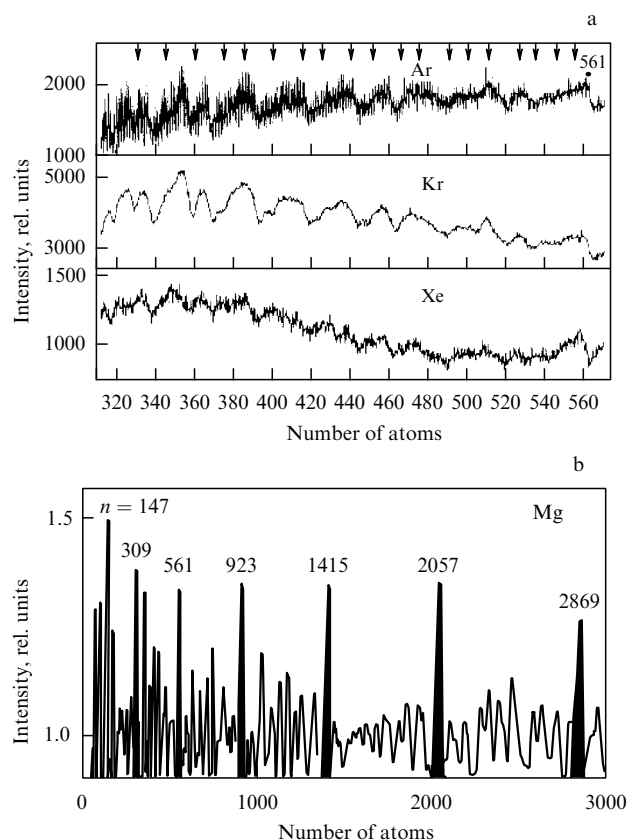 a
561
Ar
2000
1000
Kr
5000
3000
Xe
1500
1000
Intensity, rel. units
320 340 360 380 400 420 440 460 480 500 520 540 560
Number of atoms
b
n = 147
Mg
1.5
309 561 923 1415 2057 2869
1.0
Intensity, rel. units
0 1000 2000 3000
Number of atoms